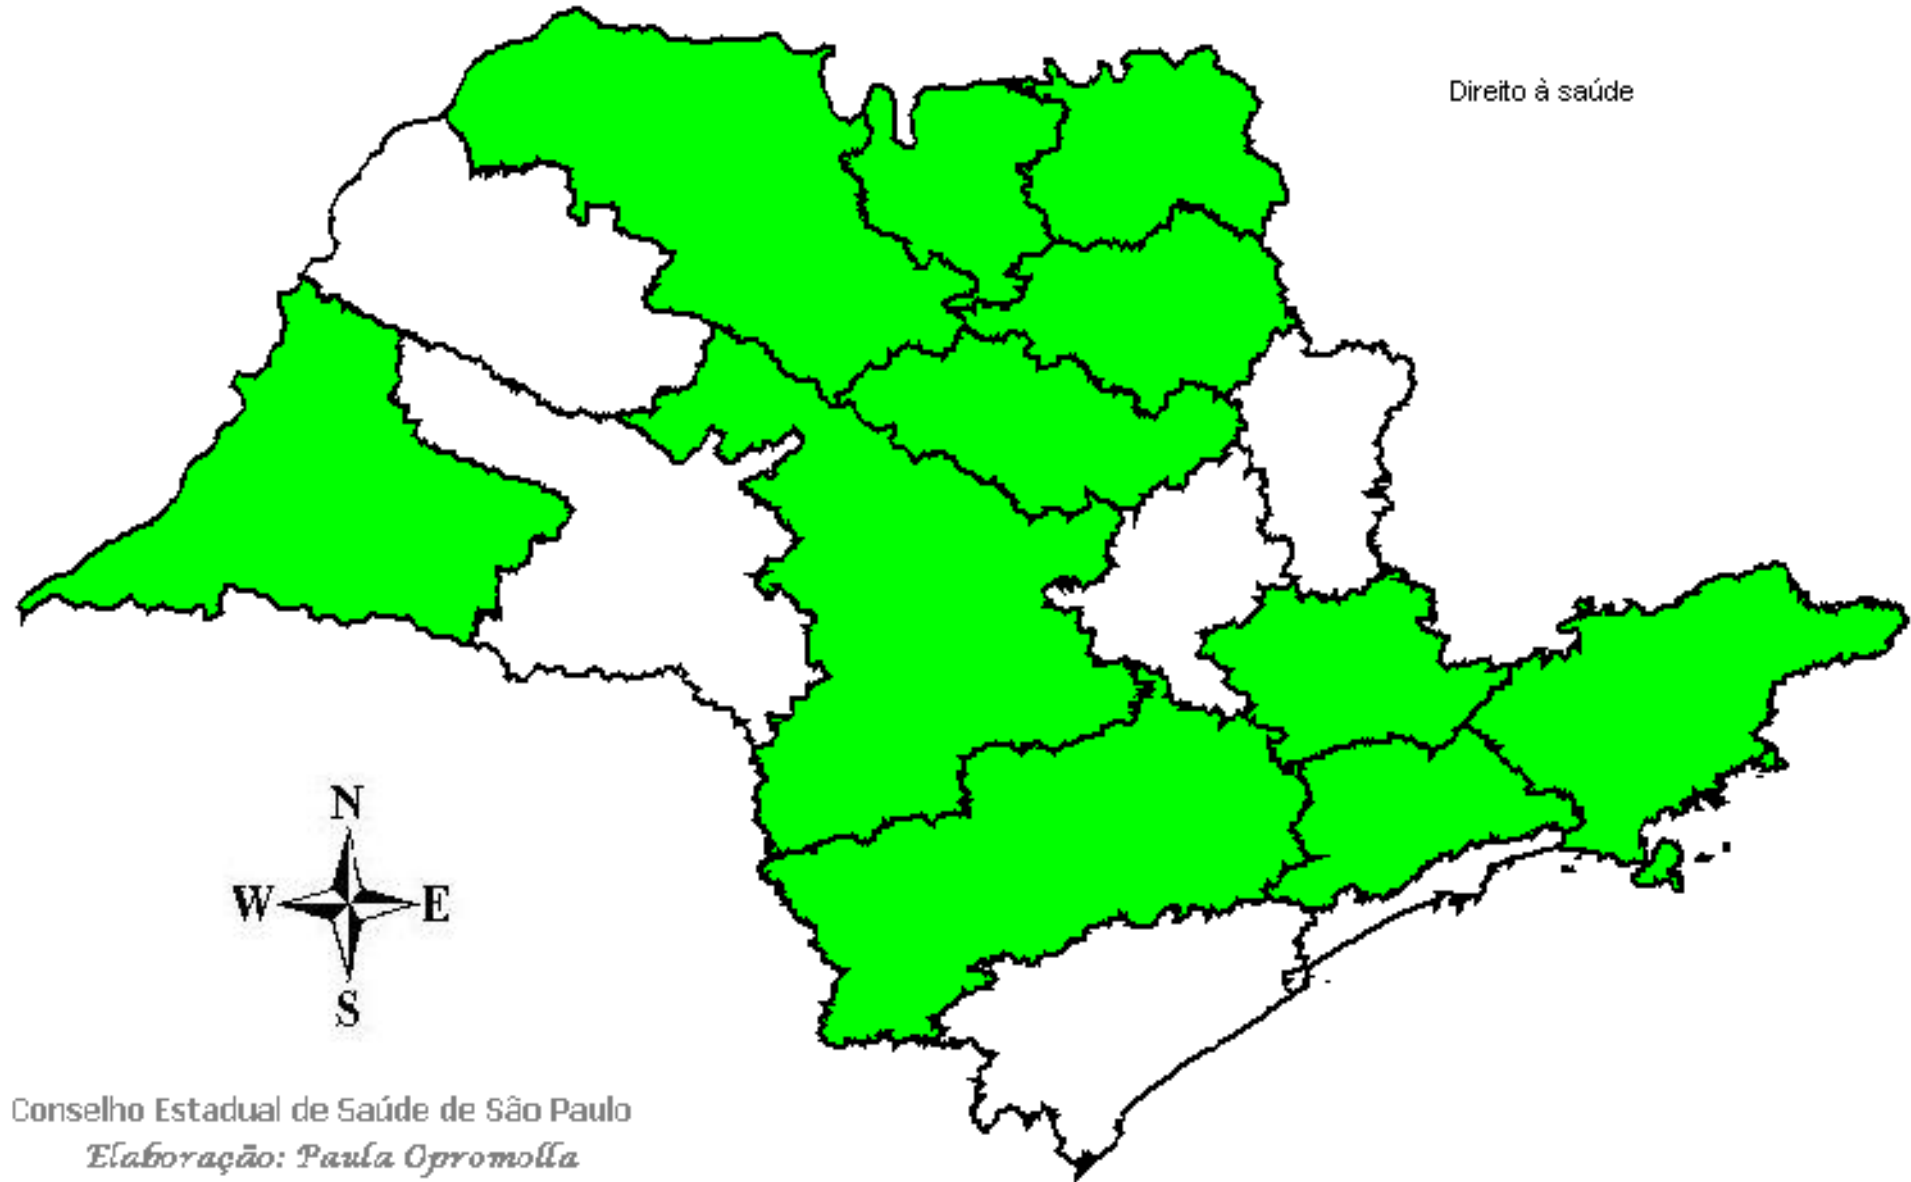 Direito à saúde
N
W E
S
Conselho Estadual de Saúde de São Paulo
Elaboração: Paula Opromolla